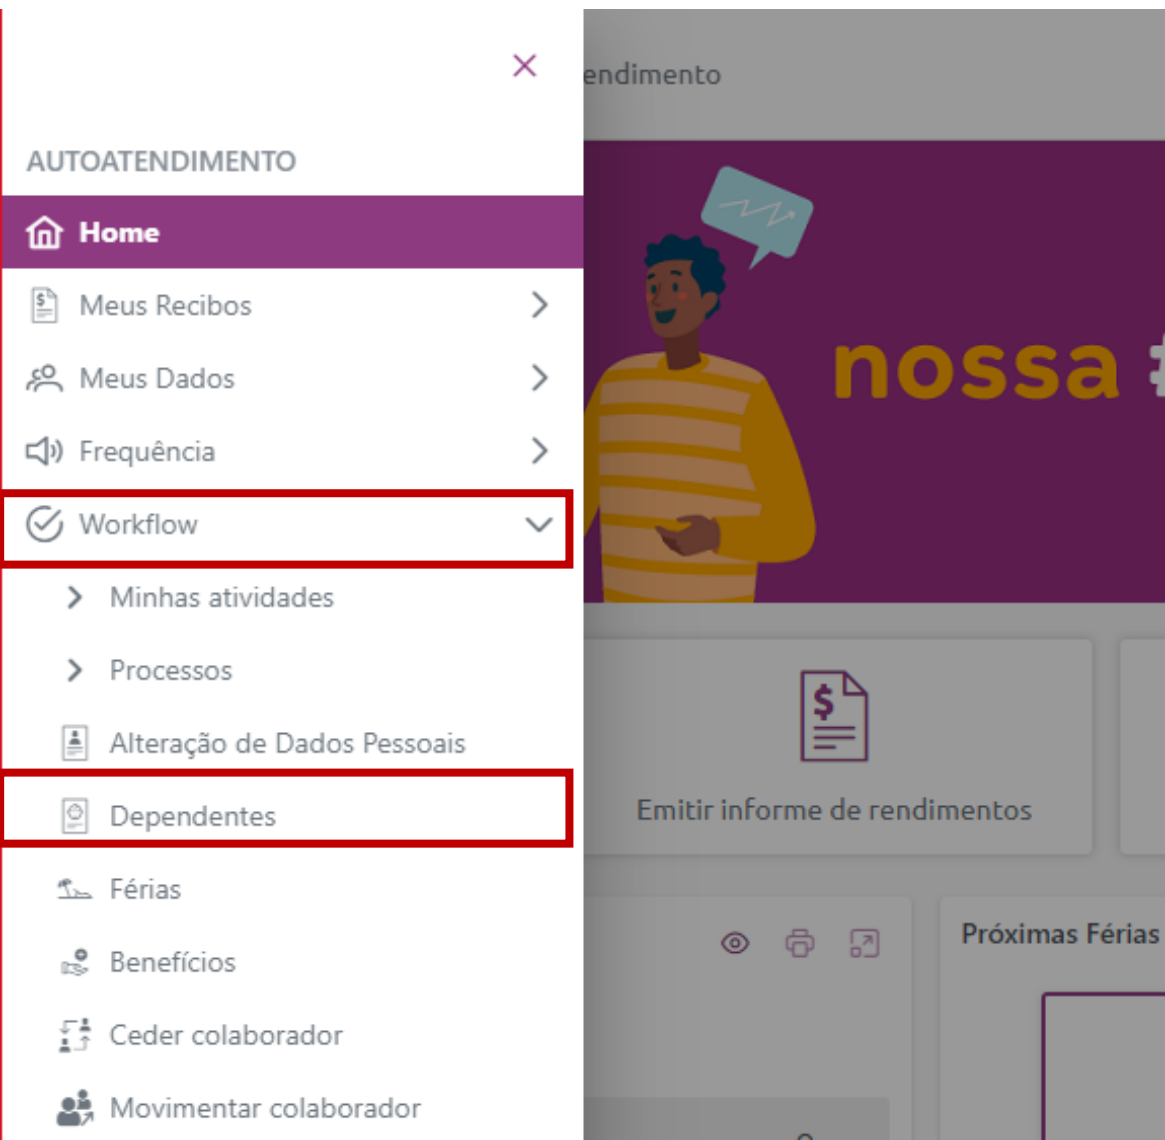 endimento
AUTOATENDIMENTO
Home
Meus Recibos
Meus Dados
Frequência
Workflow
Minhas atividades
Processos
Alteração de Dados Pessoais
Dependentes
Férias
Benefícios
Ceder colaborador
Movimentar colaborador
nossa
Emitir informe de rendimentos
Próximas Férias